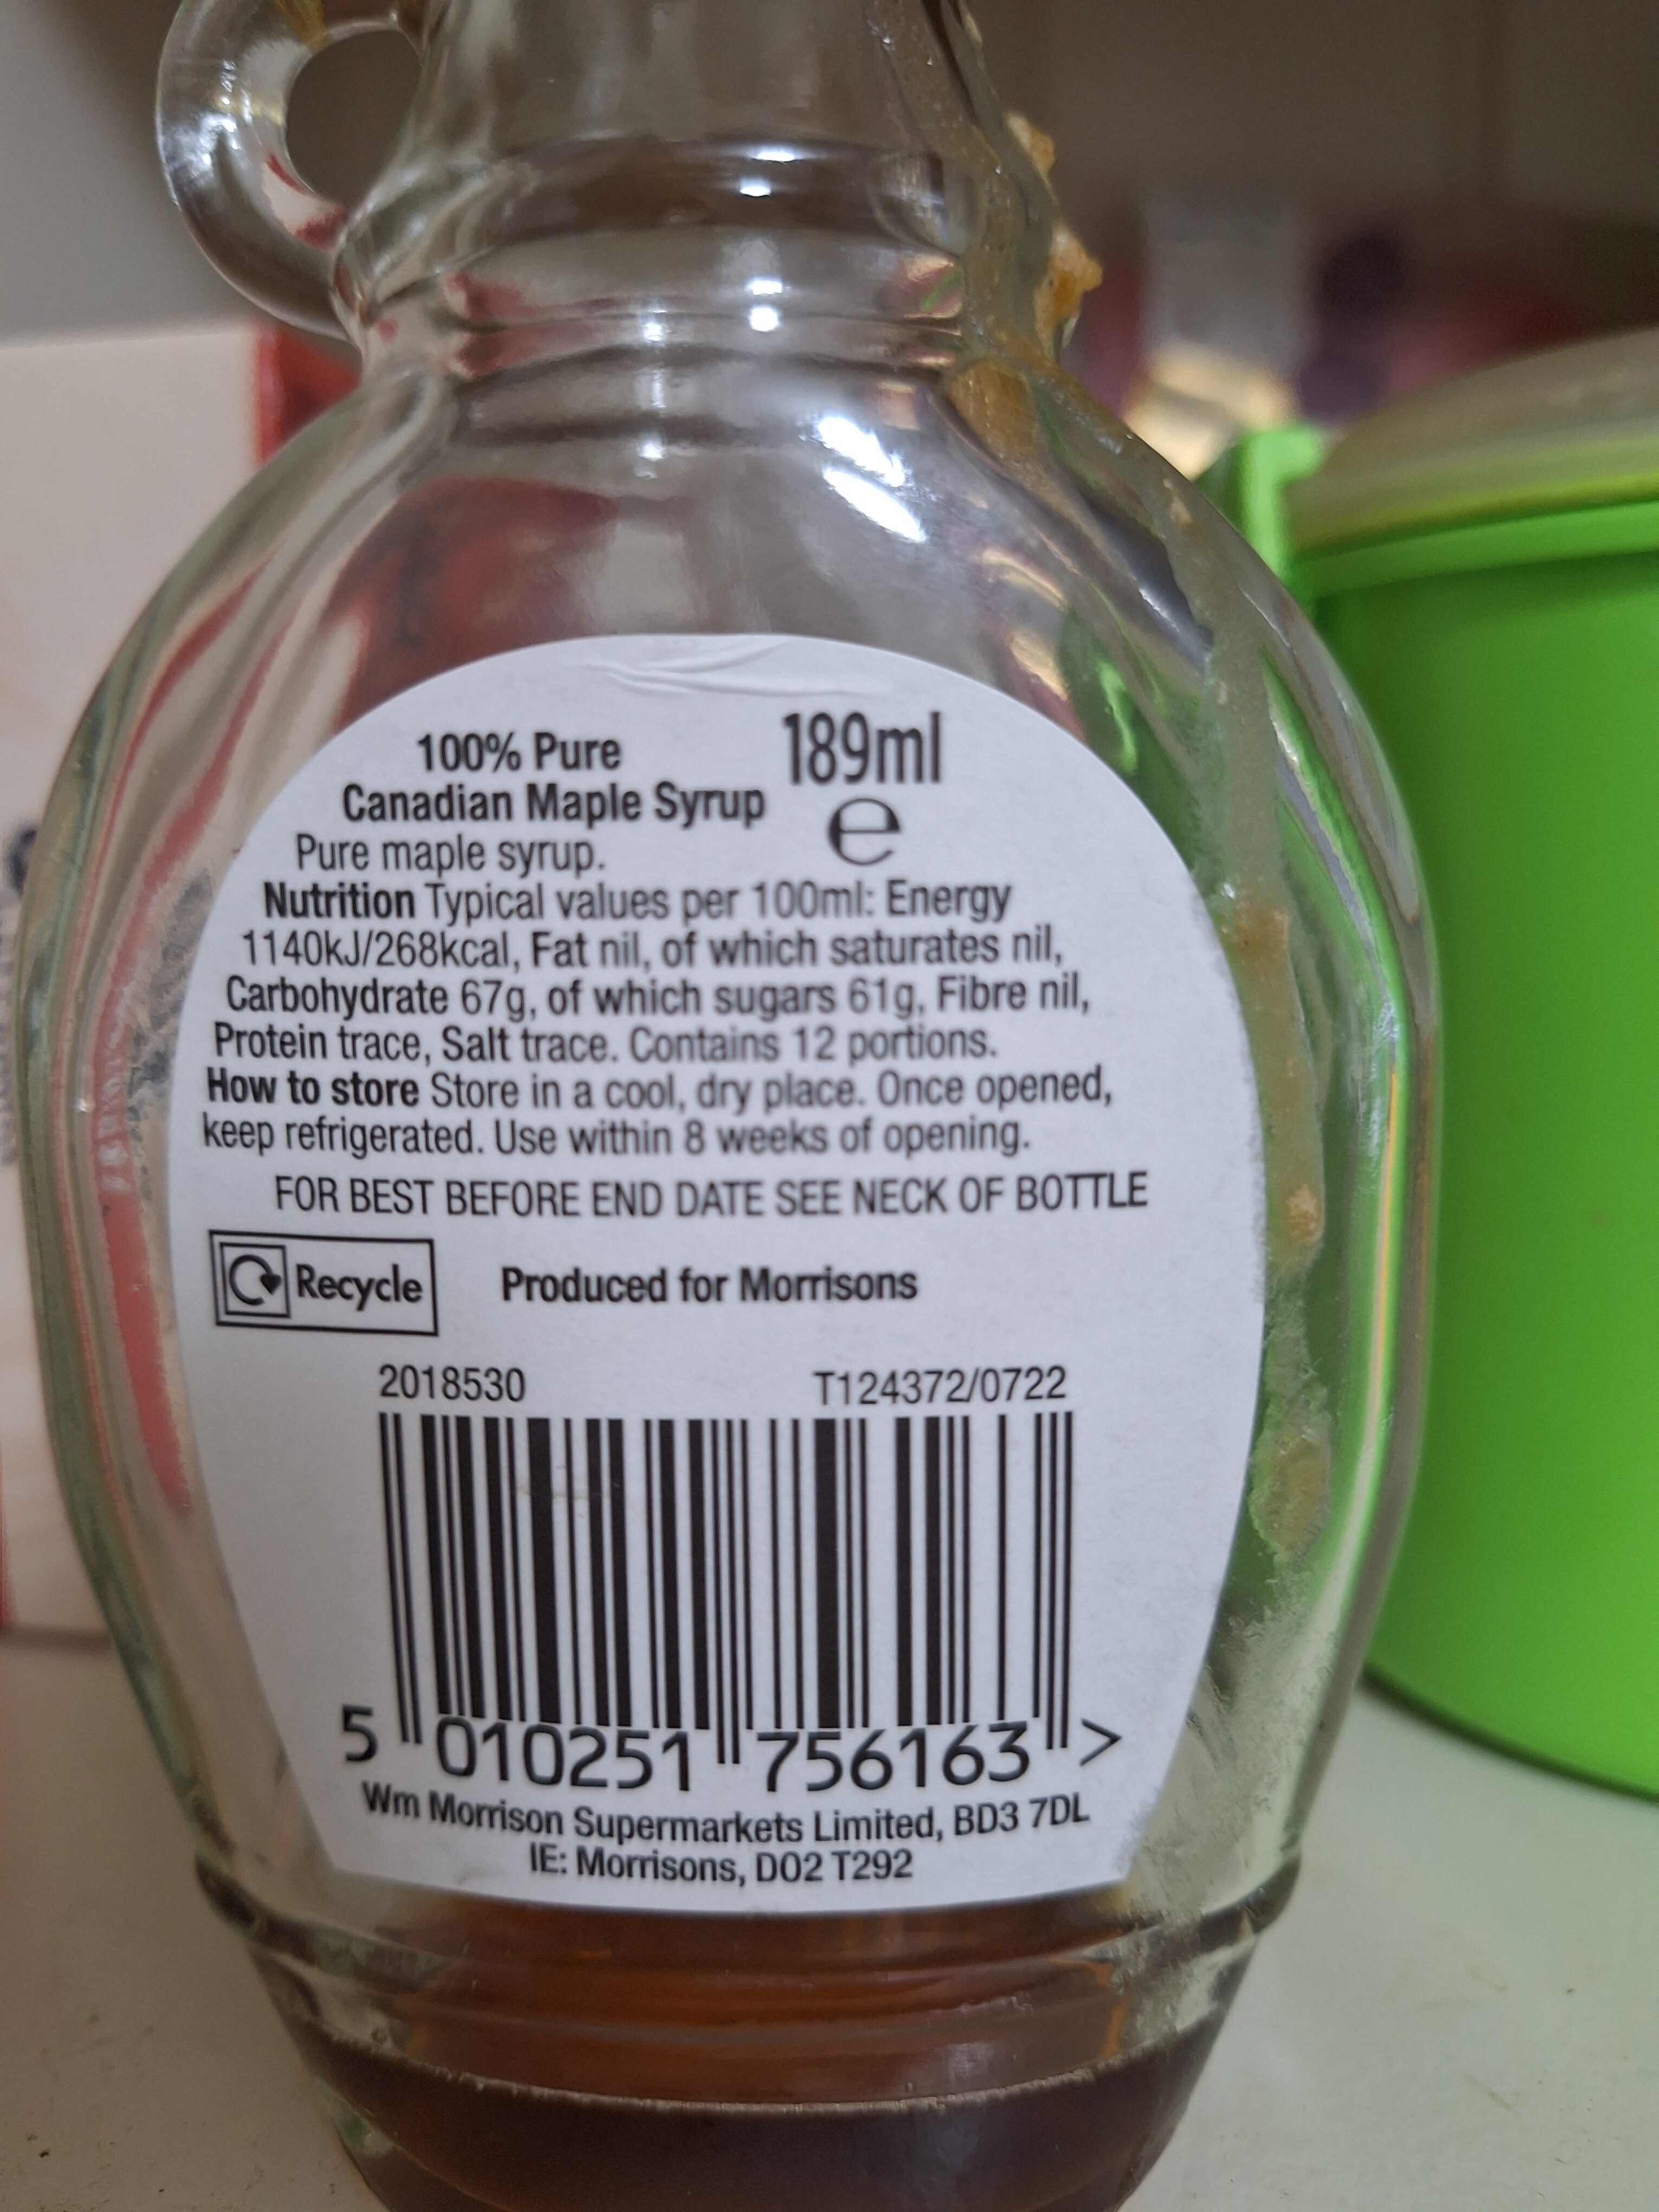 100% Pure
Canadian Maple Syrup
189ml
e
Pure maple syrup.
Nutrition Typical values per 100ml: Energy
1140kJ/268kcal, Fat nil, of which saturates nil,
Carbohydrate 67g, of which sugars 61g, Fibre nil,
Protein trace, Salt trace. Contains 12 portions.
How to store Store in a cool, dry place. Once opened,
keep refrigerated. Use within 8 weeks of opening.
FOR BEST BEFORE END DATE SEE NECK OF BOTTLE
Recycle
Produced for Morrisons
2018530
T124372/0722
5 010251 756163 >
Wm Morrison Supermarkets Limited, BD3 7DL
IE: Morrisons, D02 T292